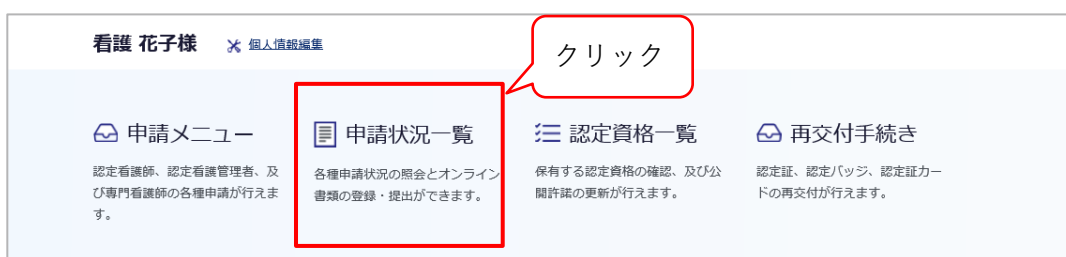 看護 花子様
個人情報編集
クリック
申請メニュー
認定看護師、認定看護管理者、及
び専門看護師の各種申請が行えま
す。
申請状況一覧
各種申請状況の照会とオンライン
書類の登録・提出ができます。
認定資格一覧
保有する認定資格の確認、及び公
開許諾の更新が行えます。
再交付手続き
認定証、認定バッジ、認定証カー
ドの再交付が行えます。